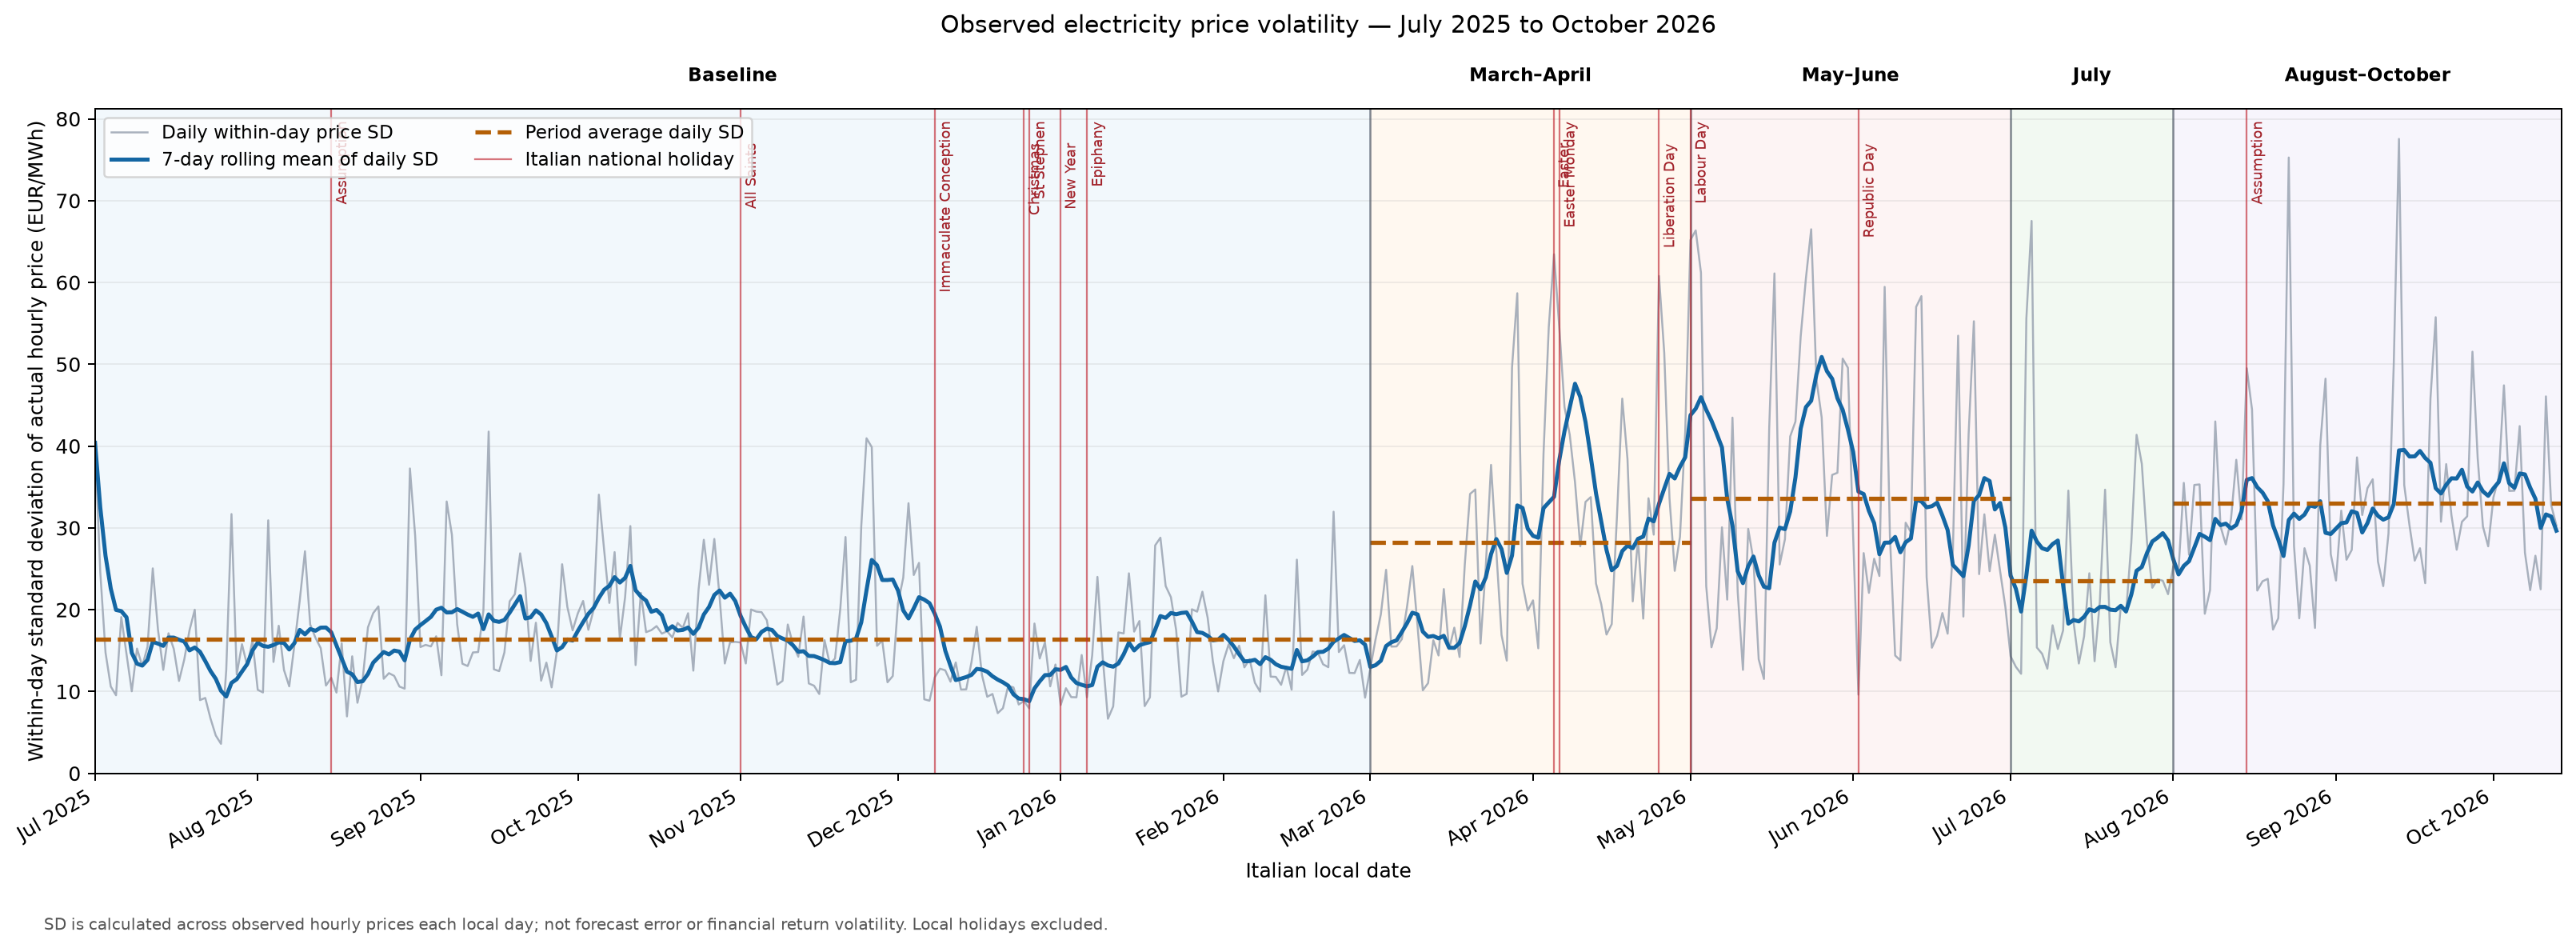 Observed electricity price volatility — July 2025 to October 2026
Baseline
March–April
May–June
July
August–October
Within-day standard deviation of actual hourly price (EUR/MWh)
80
70
60
50
40
30
20
10
0
Daily within-day price SD
7-day rolling mean of daily SD
Period average daily SD
Italian national holiday
Assumption
All Saints
Immaculate Conception
Christmas
St Stephen
New Year
Epiphany
Easter
Easter Monday
Liberation Day
Labour Day
Republic Day
Assumption
Jul 2025
Aug 2025
Sep 2025
Oct 2025
Nov 2025
Dec 2025
Jan 2026
Feb 2026
Mar 2026
Apr 2026
May 2026
Jun 2026
Jul 2026
Aug 2026
Sep 2026
Oct 2026
Italian local date
SD is calculated across observed hourly prices each local day; not forecast error or financial return volatility. Local holidays excluded.